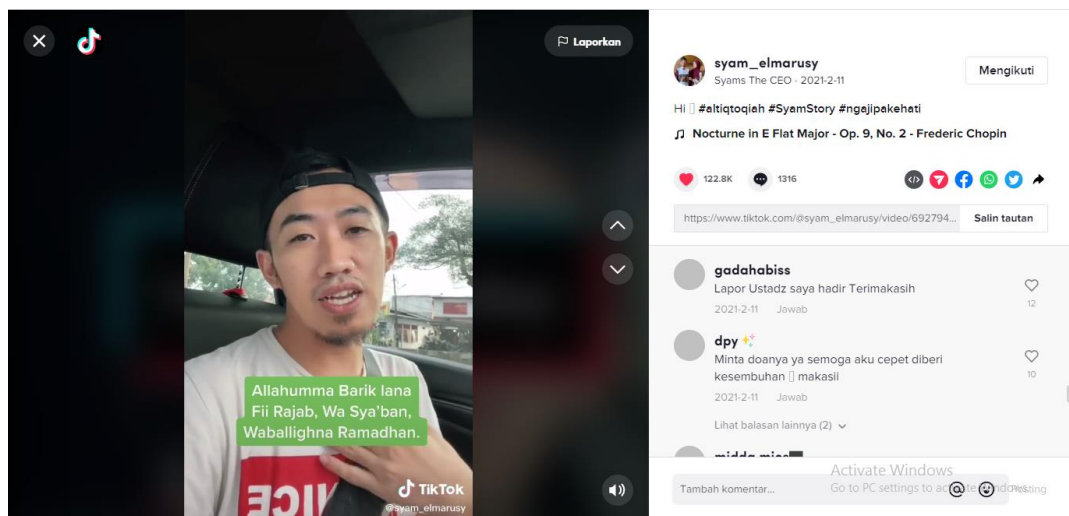 Laporkan
Allahumma Barik lana
Fii Rajab, Wa Sya'ban,
Waballighna Ramadhan.
TikTok
@syam_elmarusy
syam_elmarusy
Syams The CEO · 2021-2-11
Mengikuti
Hi #altiqtoqiah #SyamStory #ngajipakehati
Nocturne in E Flat Major - Op. 9, No. 2 - Frederic Chopin
122.8K 1316
https://www.tiktok.com/@syam_elmarusy/video/692794... Salin tautan
gadahabiss
Lapor Ustadz saya hadir Terimakasih
12
2021-2-11 Jawab
dpy
Minta doanya ya semoga aku cepet diberi
kesembuhan makasii
10
2021-2-11 Jawab
Lihat balasan lainnya (2)
Activate Windows
Tambah komentar... Go to PC settings to